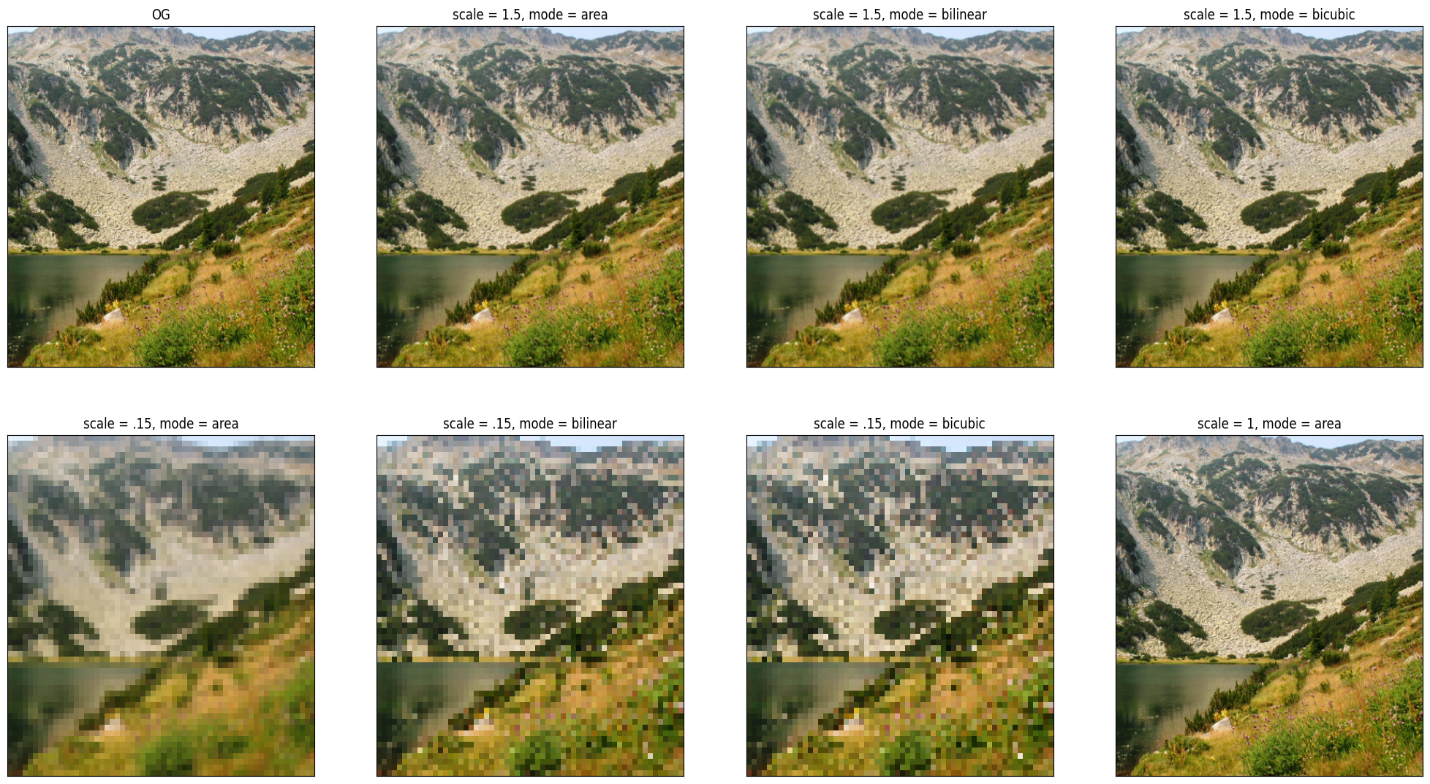 OG
scale = 1.5, mode = area
scale = 1.5, mode = bilinear
scale = 1.5, mode = bicubic
scale = .15, mode = area
scale = .15, mode = bilinear
scale = .15, mode = bicubic
scale = 1, mode = area